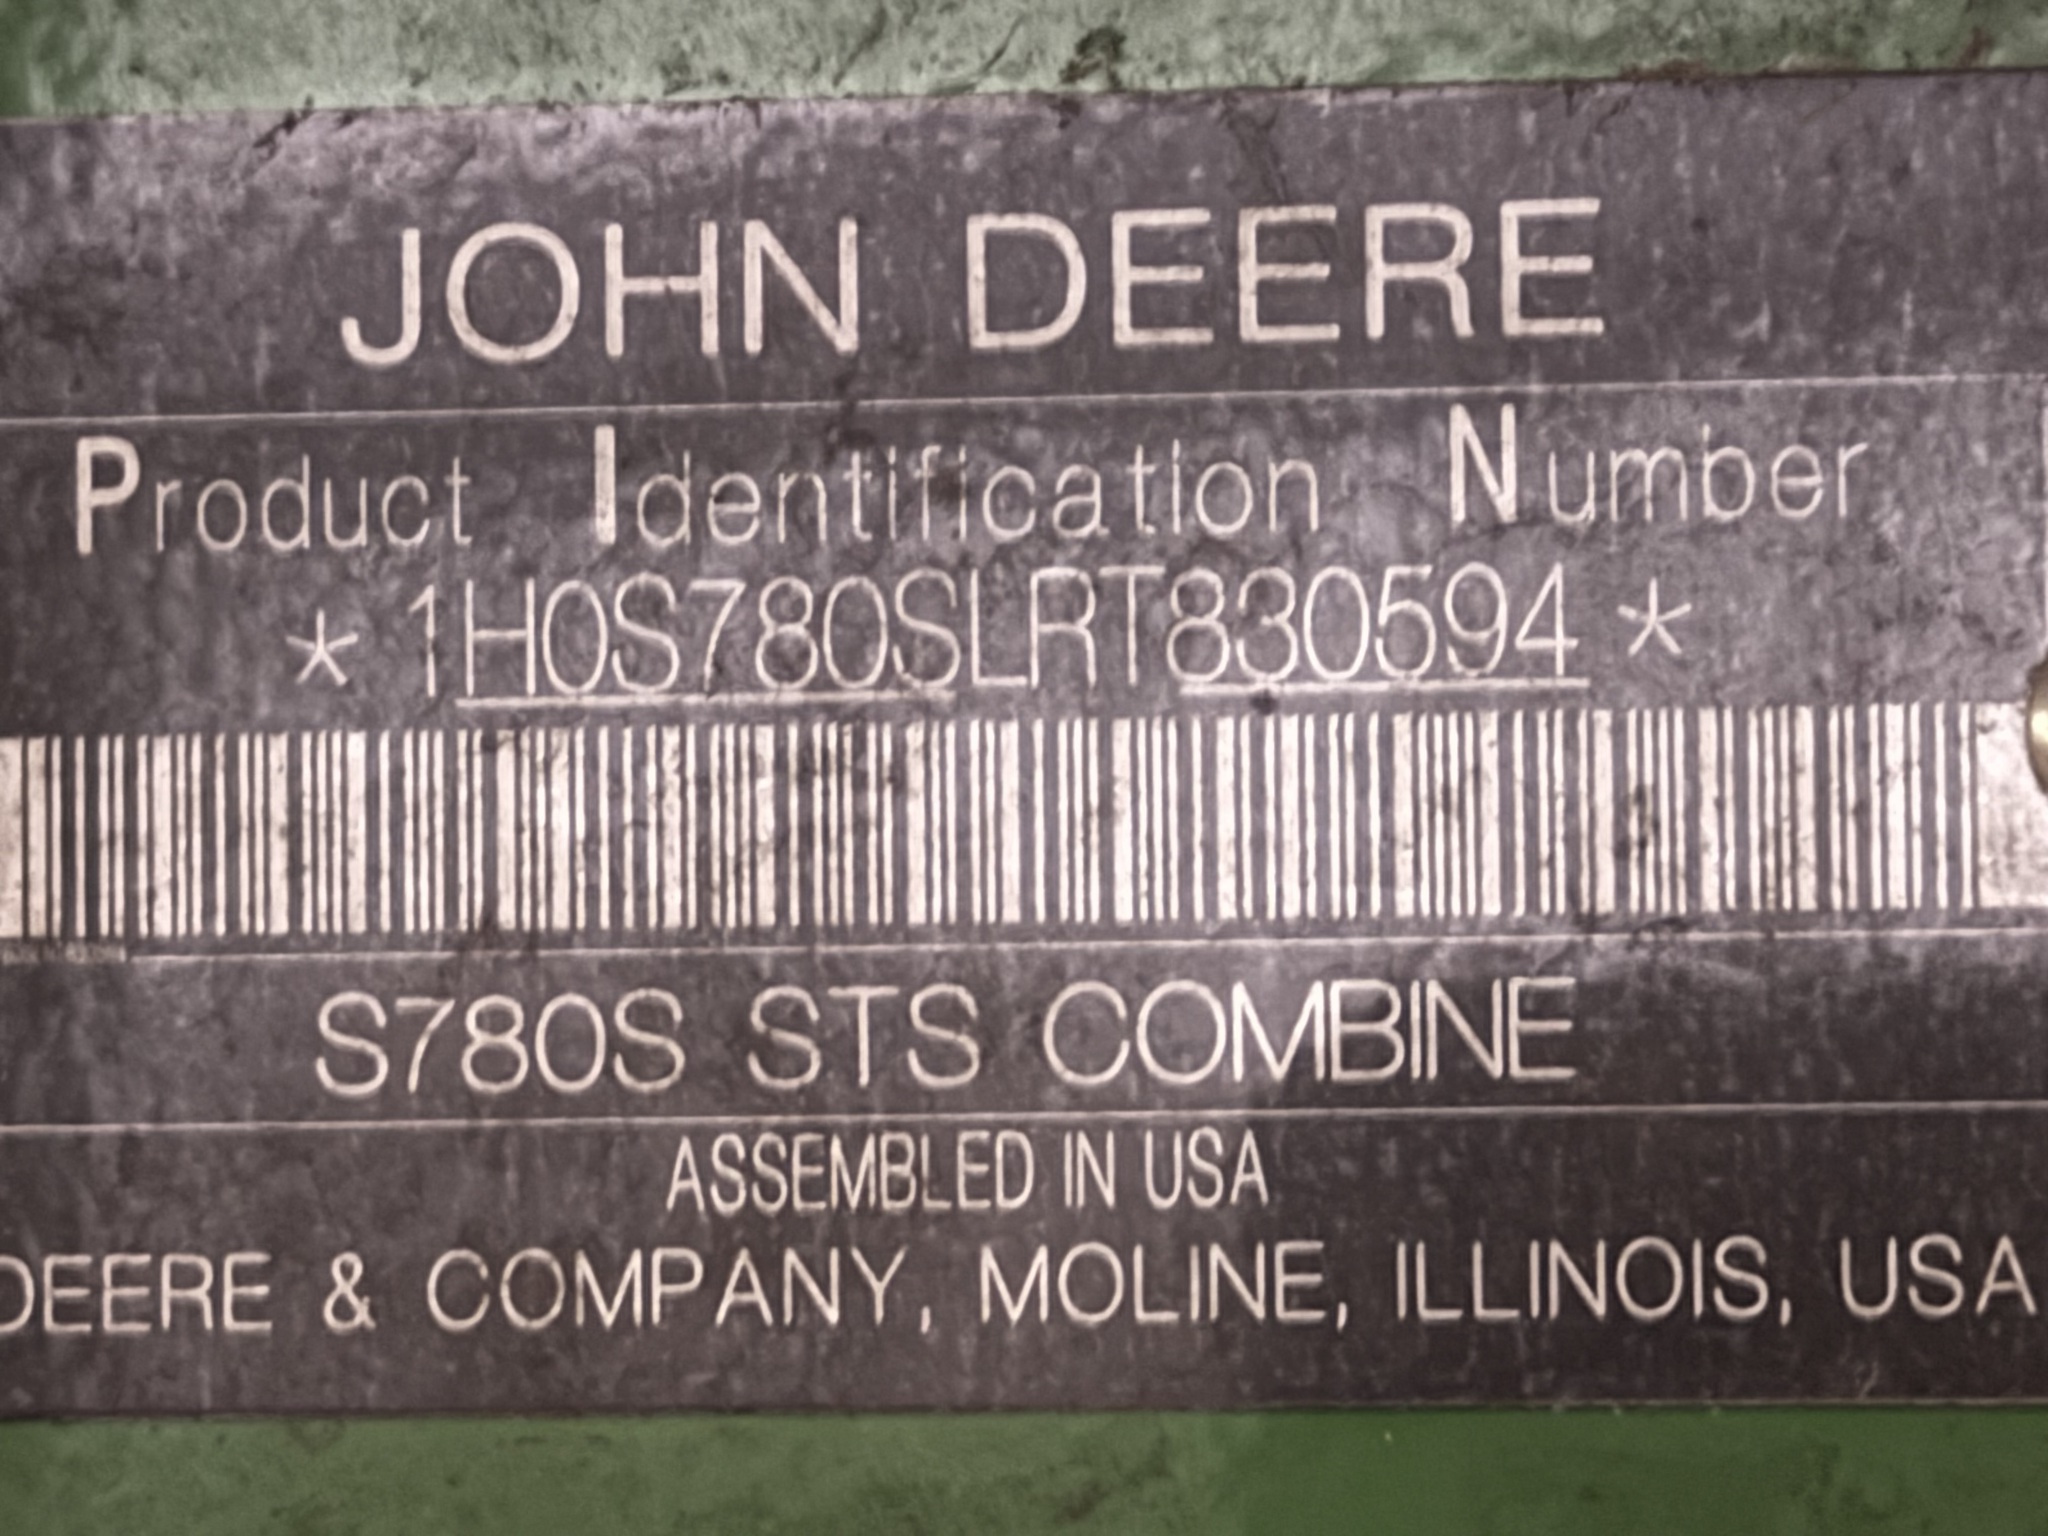 JOHN DEERE
Product Identification Number
* 1H0S780SLRT830594 *
S780S STS COMBINE
ASSEMBLED IN USA
DEERE & COMPANY, MOLINE, ILLINOIS, USA